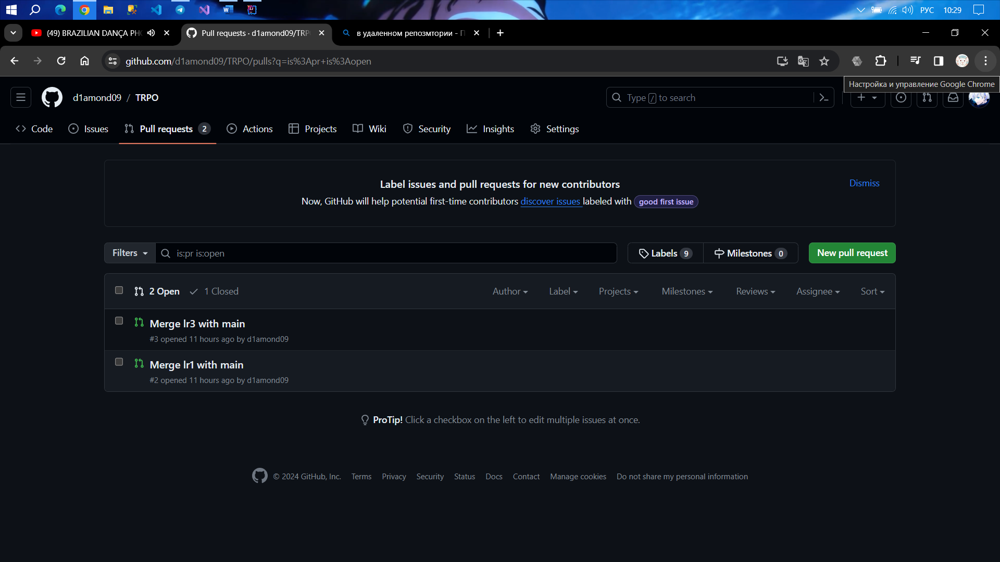 РУС 10:29
(49) BRAZILIAN DANÇA PH
Pull requests · d1amond09/TRP
в удаленном репозмтории - П
github.com/d1amond09/TRPO/pulls?q=is%3Apr+is%3Aopen
Настройка и управление Google Chrome
d1amond09 / TRPO
Type / to search
Code Issues Pull requests 2 Actions Projects Wiki Security Insights Settings
Label issues and pull requests for new contributors
Dismiss
Now, GitHub will help potential first-time contributors discover issues labeled with good first issue
Filters is:pr is:open Labels 9 Milestones 0 New pull request
2 Open 1 Closed Author Label Projects Milestones Reviews Assignee Sort
Merge lr3 with main
#3 opened 11 hours ago by d1amond09
Merge lr1 with main
#2 opened 11 hours ago by d1amond09
ProTip! Click a checkbox on the left to edit multiple issues at once.
© 2024 GitHub, Inc. Terms Privacy Security Status Docs Contact Manage cookies Do not share my personal information